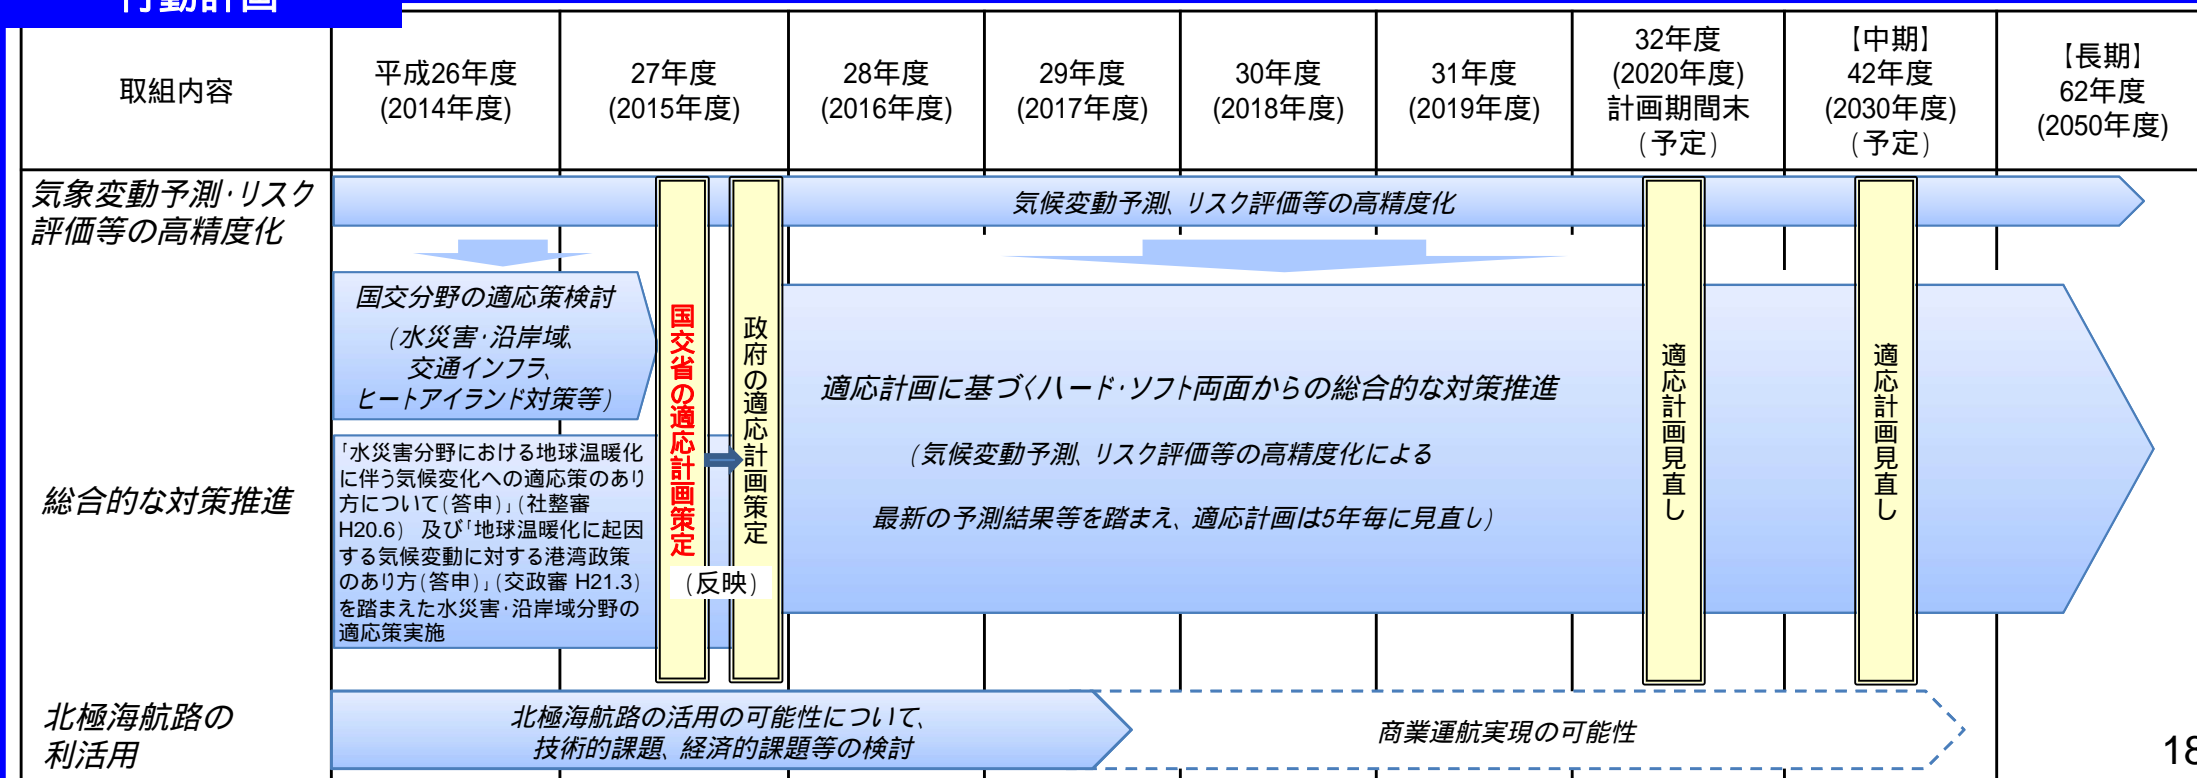 行動計画
取組内容
平成26年度
(2014年度)
27年度
(2015年度)
28年度
(2016年度)
29年度
(2017年度)
30年度
(2018年度)
31年度
(2019年度)
32年度
(2020年度)
計画期間末
(予定)
【中期】
42年度
(2030年度)
(予定)
【長期】
62年度
(2050年度)
気象変動予測・リスク
評価等の高精度化
気候変動予測、リスク評価等の高精度化
総合的な対策推進
国交分野の適応策検討
(水災害・沿岸域、
交通インフラ、
ヒートアイランド対策等)
「水災害分野における地球温暖化
に伴う気候変化への適応策のあり
方について(答申)」(社整審
H20.6) 及び「地球温暖化に起因
する気候変動に対する港湾政策
のあり方(答申)」(交政審 H21.3)
を踏まえた水災害・沿岸域分野の
適応策実施
国交省の適応計画策定
(反映)
政府の適応計画策定
適応計画に基づくハード・ソフト両面からの総合的な対策推進
(気候変動予測、リスク評価等の高精度化による
最新の予測結果等を踏まえ、適応計画は5年毎に見直し)
適応計画見直し
適応計画見直し
北極海航路の
利活用
北極海航路の活用の可能性について、
技術的課題、経済的課題等の検討
商業運航実現の可能性
18